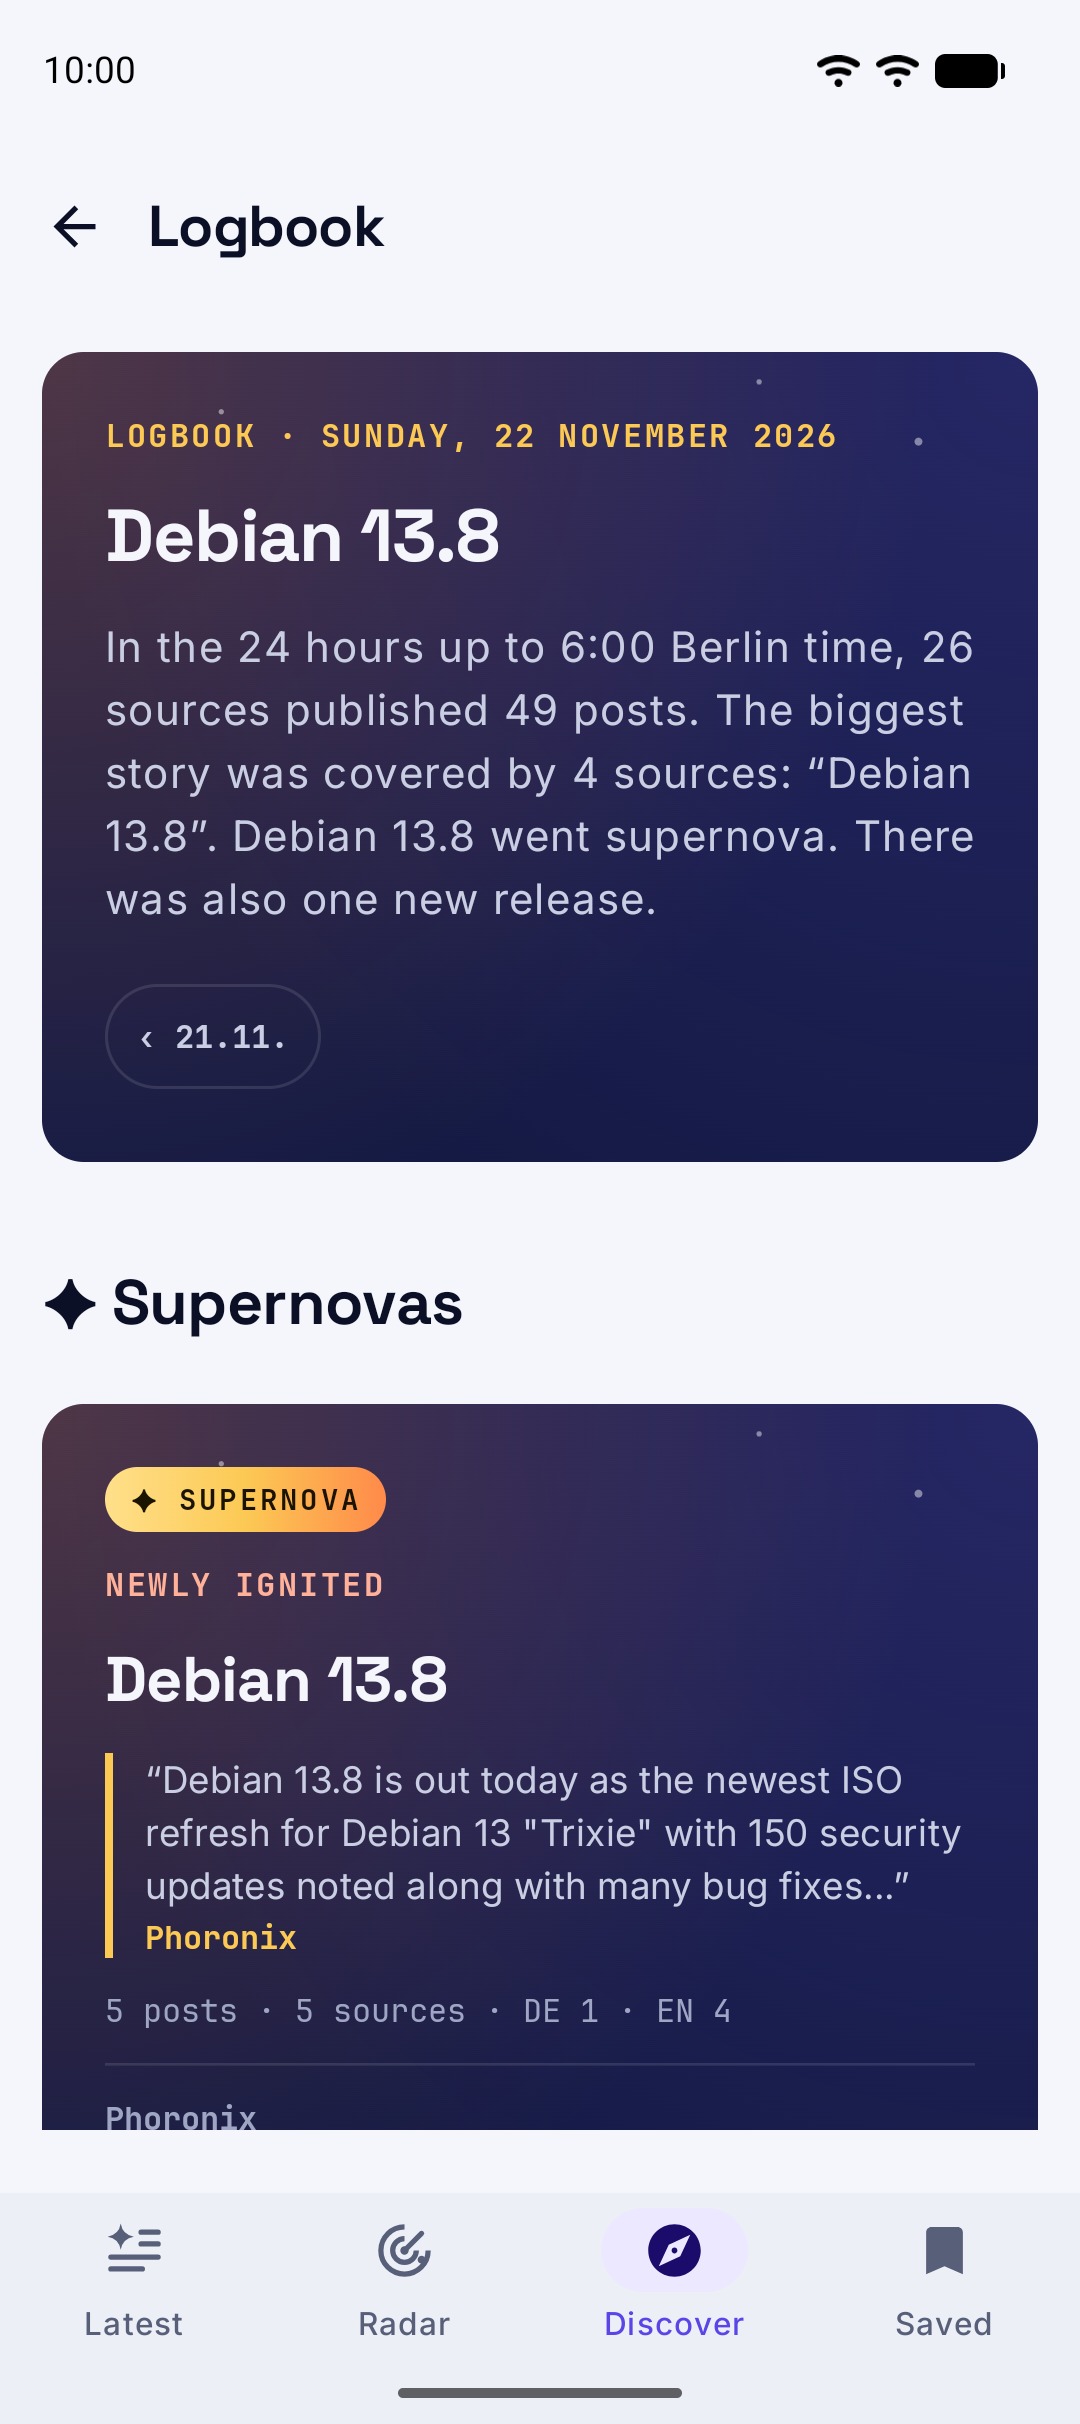 10:00
Logbook
LOGBOOK · SUNDAY, 22 NOVEMBER 2026
Debian 13.8
In the 24 hours up to 6:00 Berlin time, 26
sources published 49 posts. The biggest
story was covered by 4 sources: “Debian
13.8”. Debian 13.8 went supernova. There
was also one new release.
‹ 21.11.
Supernovas
SUPERNOVA
NEWLY IGNITED
Debian 13.8
“Debian 13.8 is out today as the newest ISO
refresh for Debian 13 "Trixie" with 150 security
updates noted along with many bug fixes...”
Phoronix
5 posts · 5 sources · DE 1 · EN 4
Phoronix
Latest
Radar
Discover
Saved